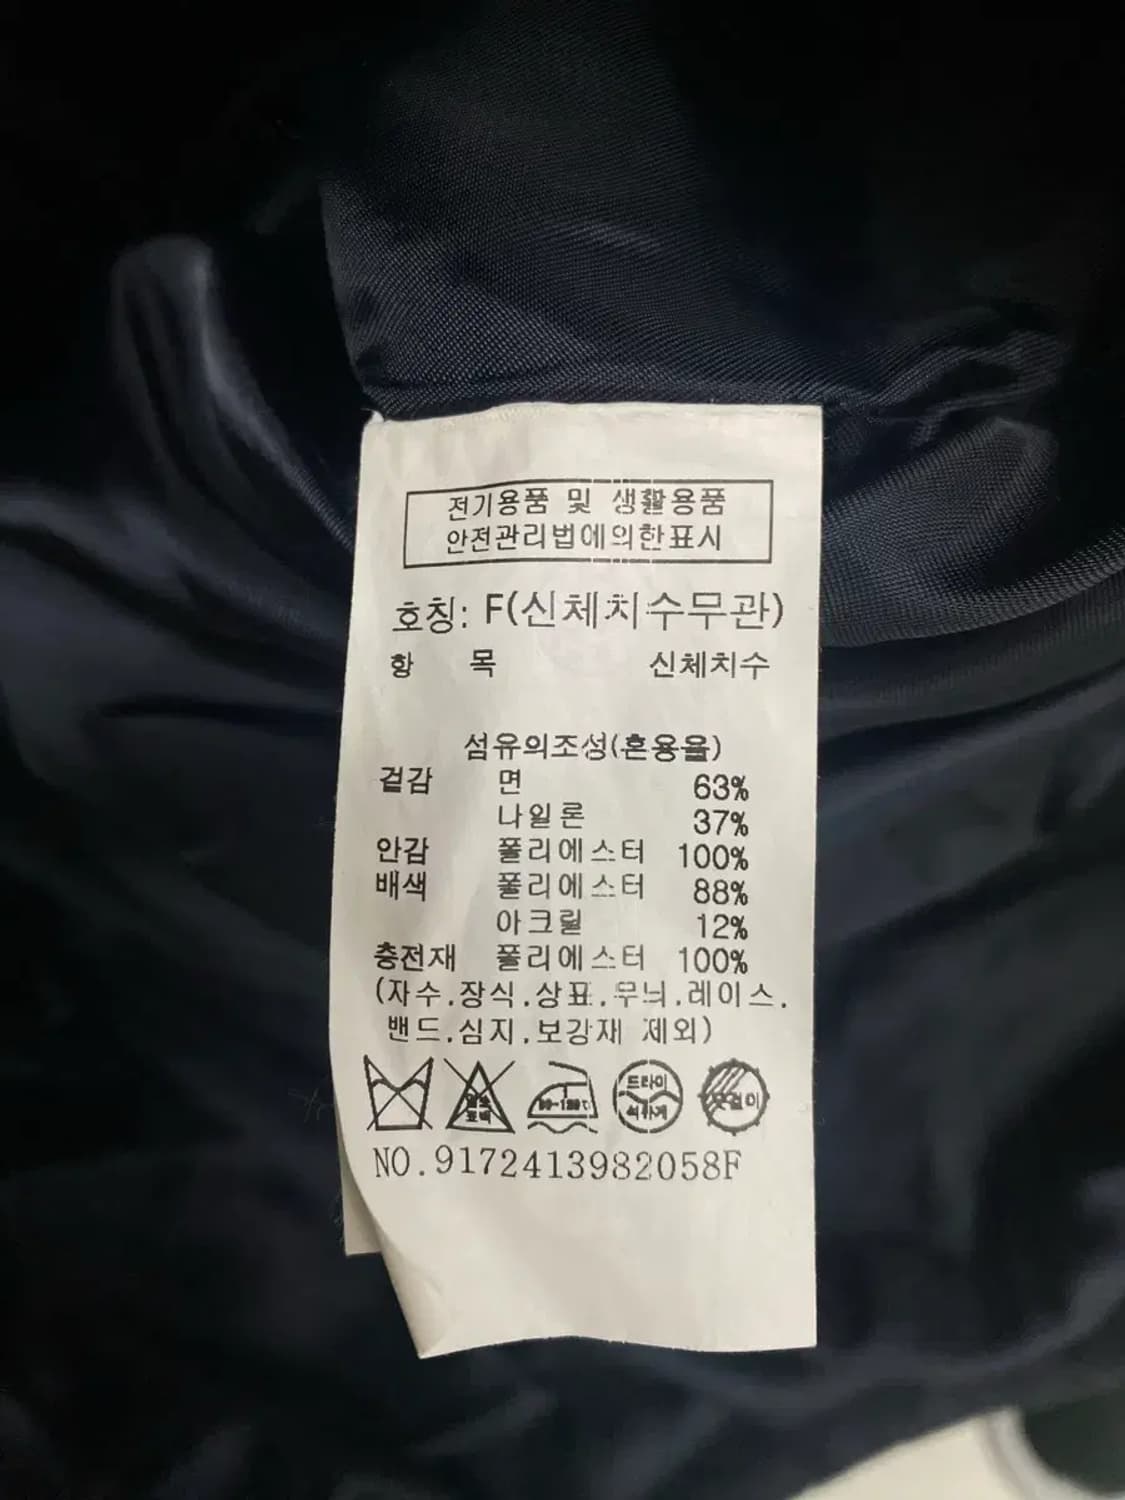 전기용품 및 생활용품
안전관리법에의한표시
호칭: F(신체치수무관)
항 목 신체치수
섬유의조성(혼용율)
겉감 면 63%
나일론 37%
안감 폴리에스터 100%
배색 폴리에스터 88%
아크릴 12%
충전재 폴리에스터 100%
(자수.장식.상표.무늬.레이스.
밴드.심지.보강재 제외)
드라이
NO.9172413982058F